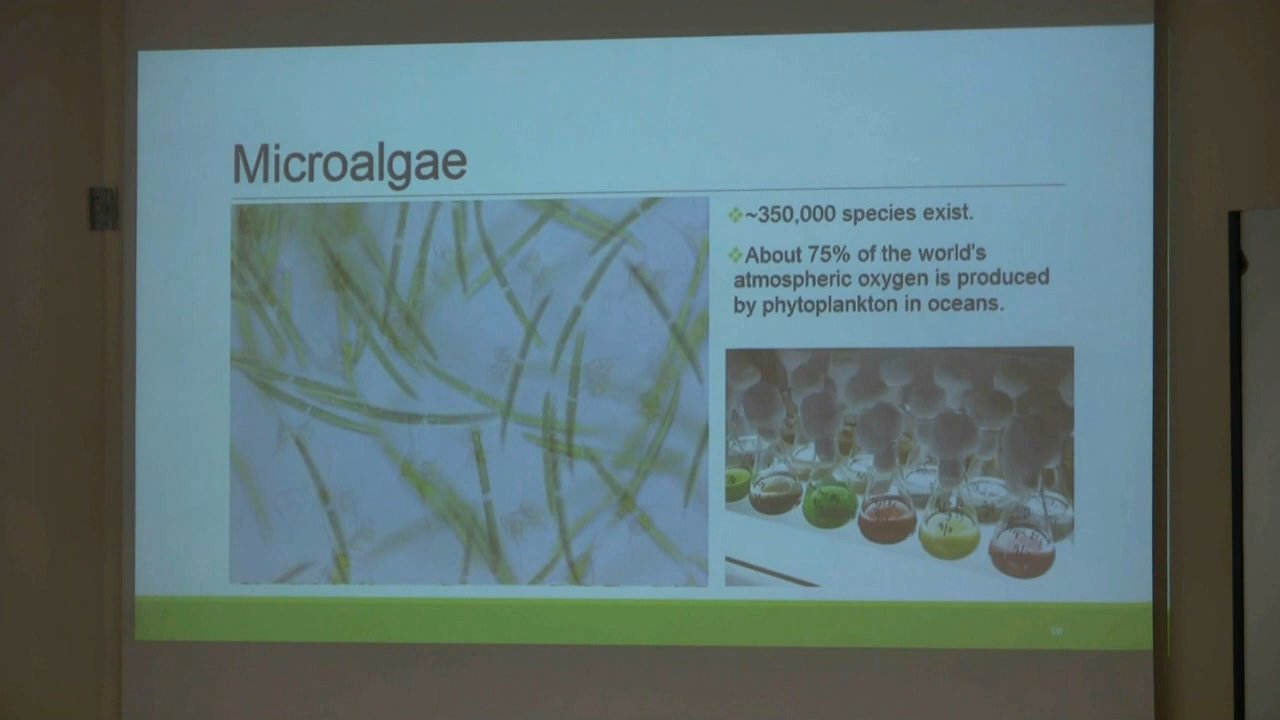 Microalgae
~350,000 species exist.
About 75% of the world's
atmospheric oxygen is produced
by phytoplankton in oceans.